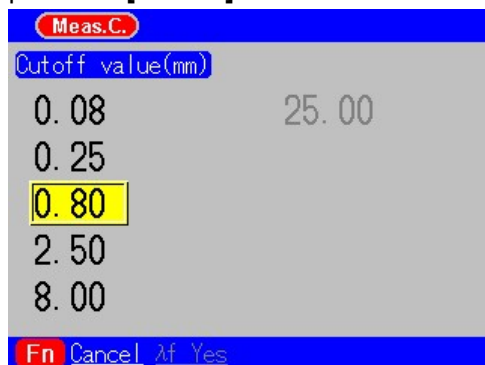 Meas.C.
Cutoff value(mm)
0.08 25.00
0.25
0.80
2.50
8.00
Fn Cancel λf Yes